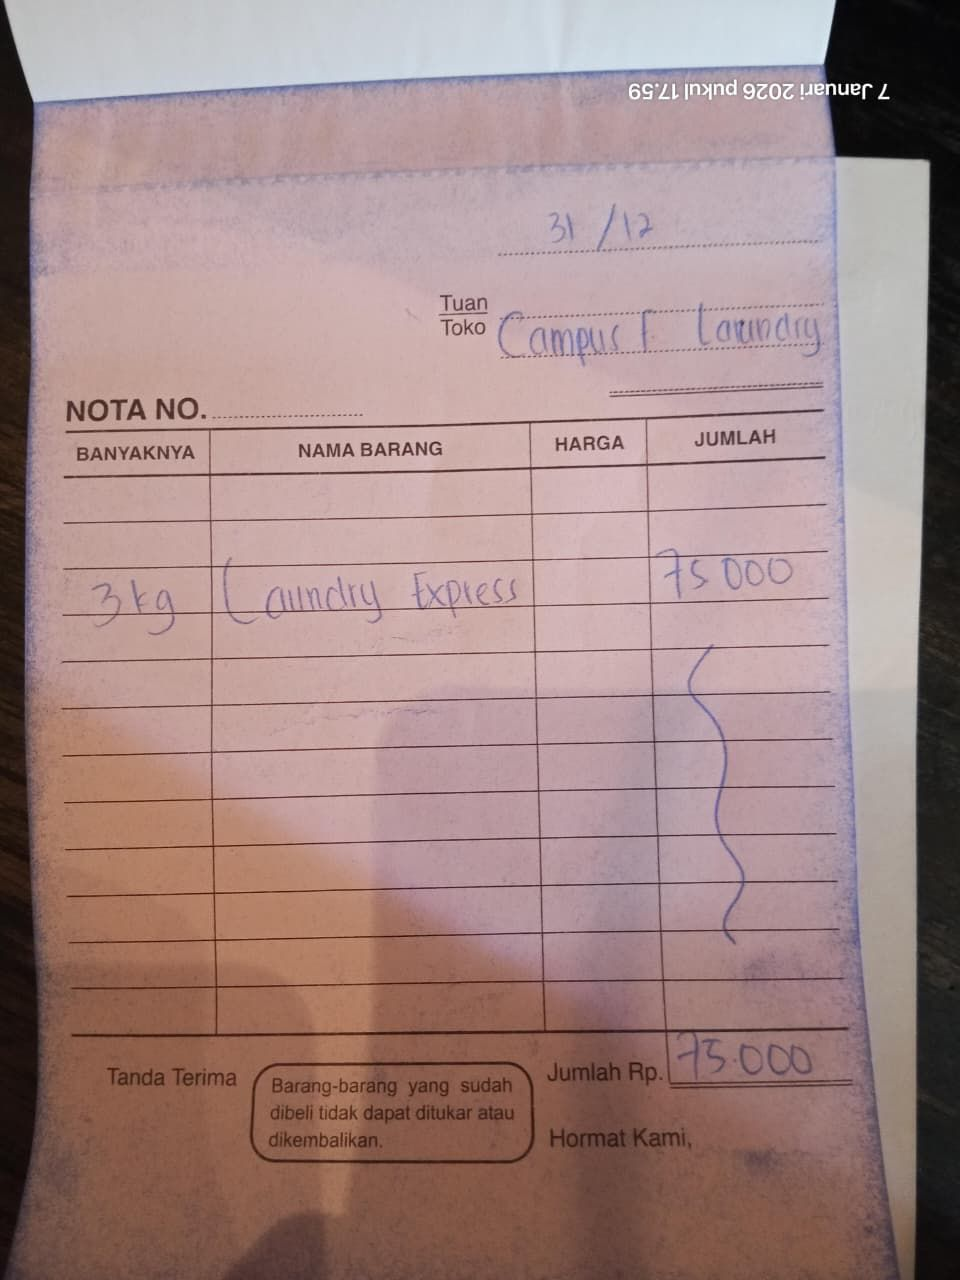 7 Januari 2026 pukul 17.59
31/12
Tuan
Toko Campus F. Laundry
NOTA NO.
BANYAKNYA NAMA BARANG HARGA JUMLAH
3 kg Laundry Express 75 000
Tanda Terima
Barang-barang yang sudah
dibeli tidak dapat ditukar atau
dikembalikan.
Jumlah Rp. 75.000
Hormat Kami,